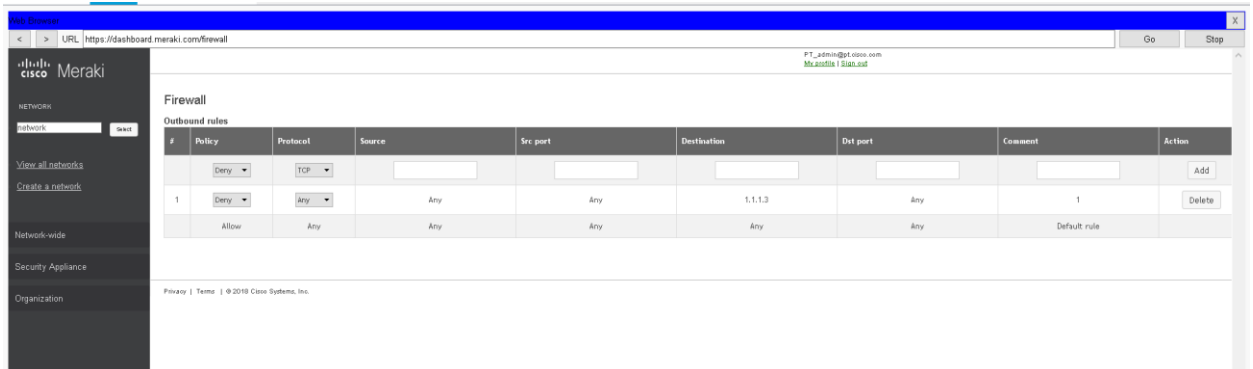 Web Browser
X
< > URL https://dashboard.meraki.com/firewall Go Stop
cisco Meraki
PT_admin@pt.cisco.com
My profile | Sign out
NETWORK
network Select
View all networks
Create a network
Network-wide
Security Appliance
Organization
Firewall
Outbound rules
# Policy Protocol Source Src port Destination Dst port Comment Action
Deny TCP Add
1 Deny Any Any Any 1.1.1.3 Any 1 Delete
Allow Any Any Any Any Any Default rule
Privacy | Terms | © 2018 Cisco Systems, Inc.